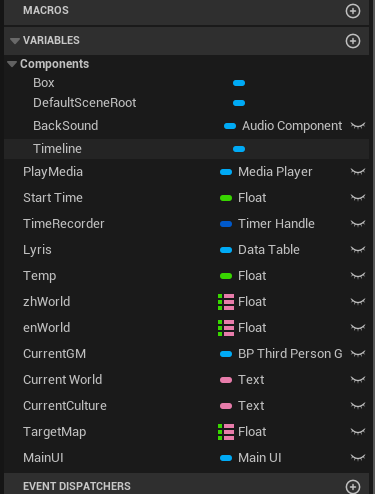 MACROS
VARIABLES
Components
Box
DefaultSceneRoot
BackSound Audio Component
Timeline
PlayMedia Media Player
Start Time Float
TimeRecorder Timer Handle
Lyris Data Table
Temp Float
zhWorld Float
enWorld Float
CurrentGM BP Third Person G
Current World Text
CurrentCulture Text
TargetMap Float
MainUI Main UI
EVENT DISPATCHERS